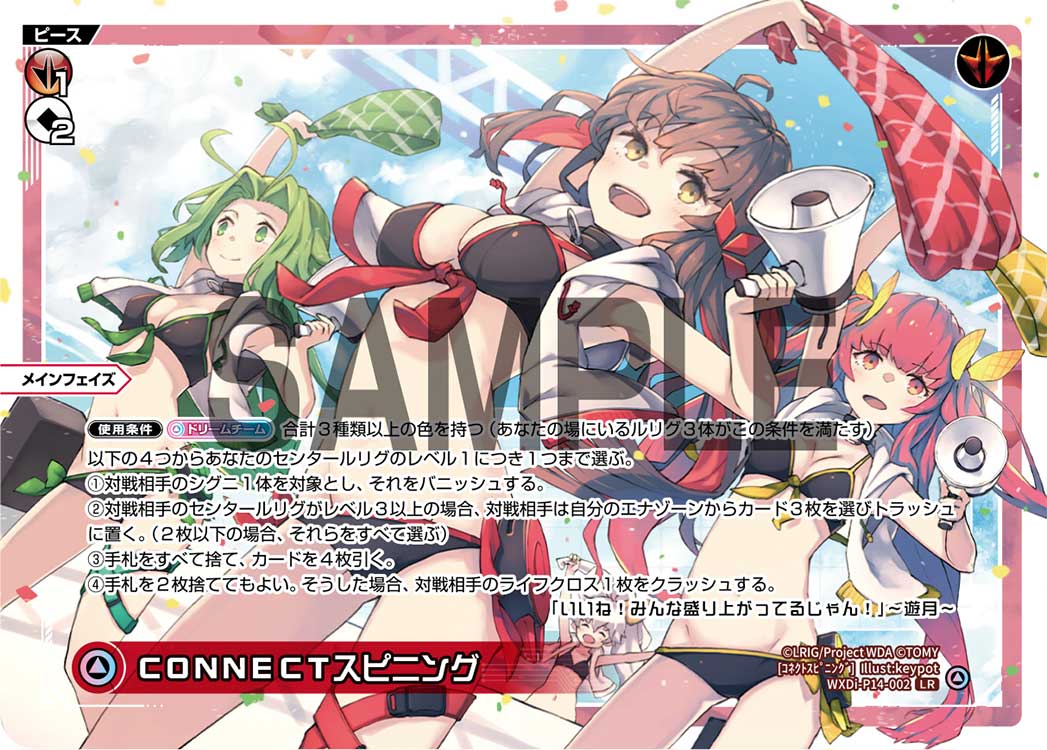 ピース
1
2
メインフェイズ
SAMPLE
使用条件 ドリームチーム 合計3種類以上の色を持つ（あなたの場にいるルリグ3体がこの条件を満たす）
以下の4つからあなたのセンタールリグのレベル1につき1つまで選ぶ。
①対戦相手のシグニ1体を対象とし、それをバニッシュする。
②対戦相手のセンタールリグがレベル3以上の場合、対戦相手は自分のエナゾーンからカード3枚を選びトラッシュ
に置く。（2枚以下の場合、それらをすべて選ぶ）
③手札をすべて捨て、カードを4枚引く。
④手札を2枚捨ててもよい。そうした場合、対戦相手のライフクロス1枚をクラッシュする。
「いいね！みんな盛り上がってるじゃん！」～遊月～
CONNECTスピニング
©LRIG/Project WDA ©TOMY
[ｺﾈｸﾄｽﾋﾟﾆﾝｸﾞ] Illust:keypot
WXDi-P14-002 LR